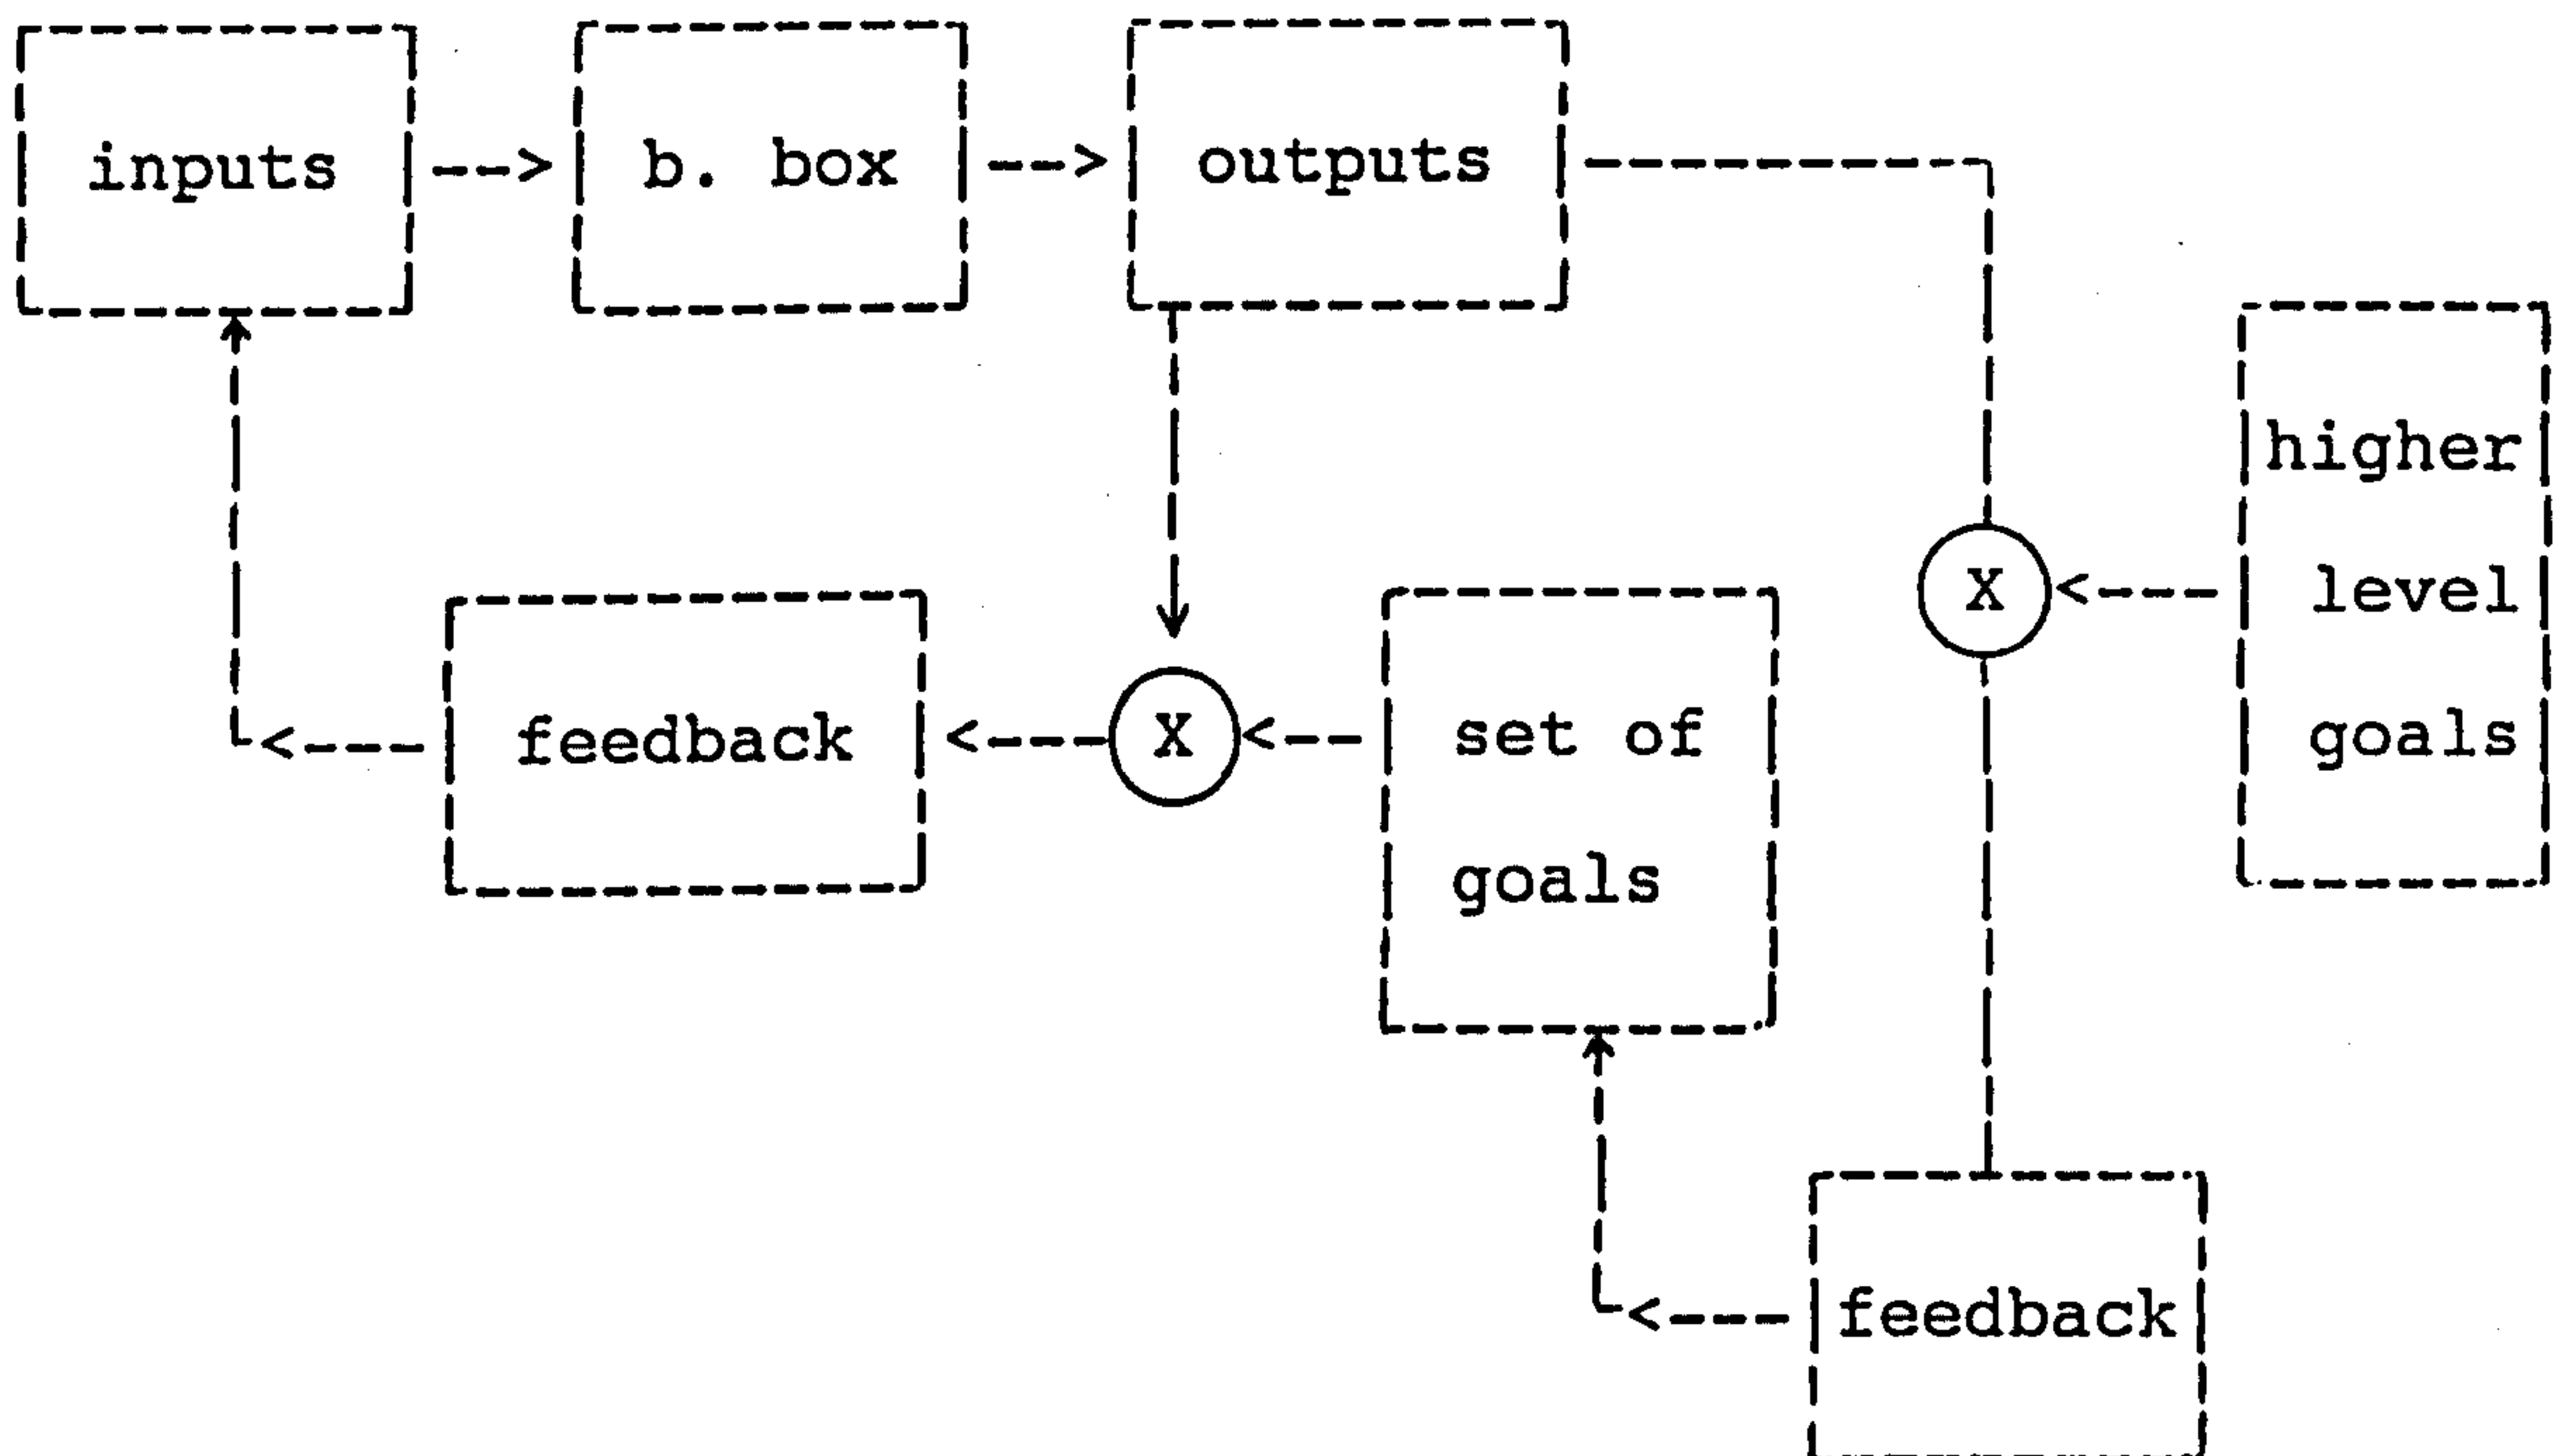 inputs
b. box
outputs
higher
level
goals
X
feedback
X
set of
goals
feedback